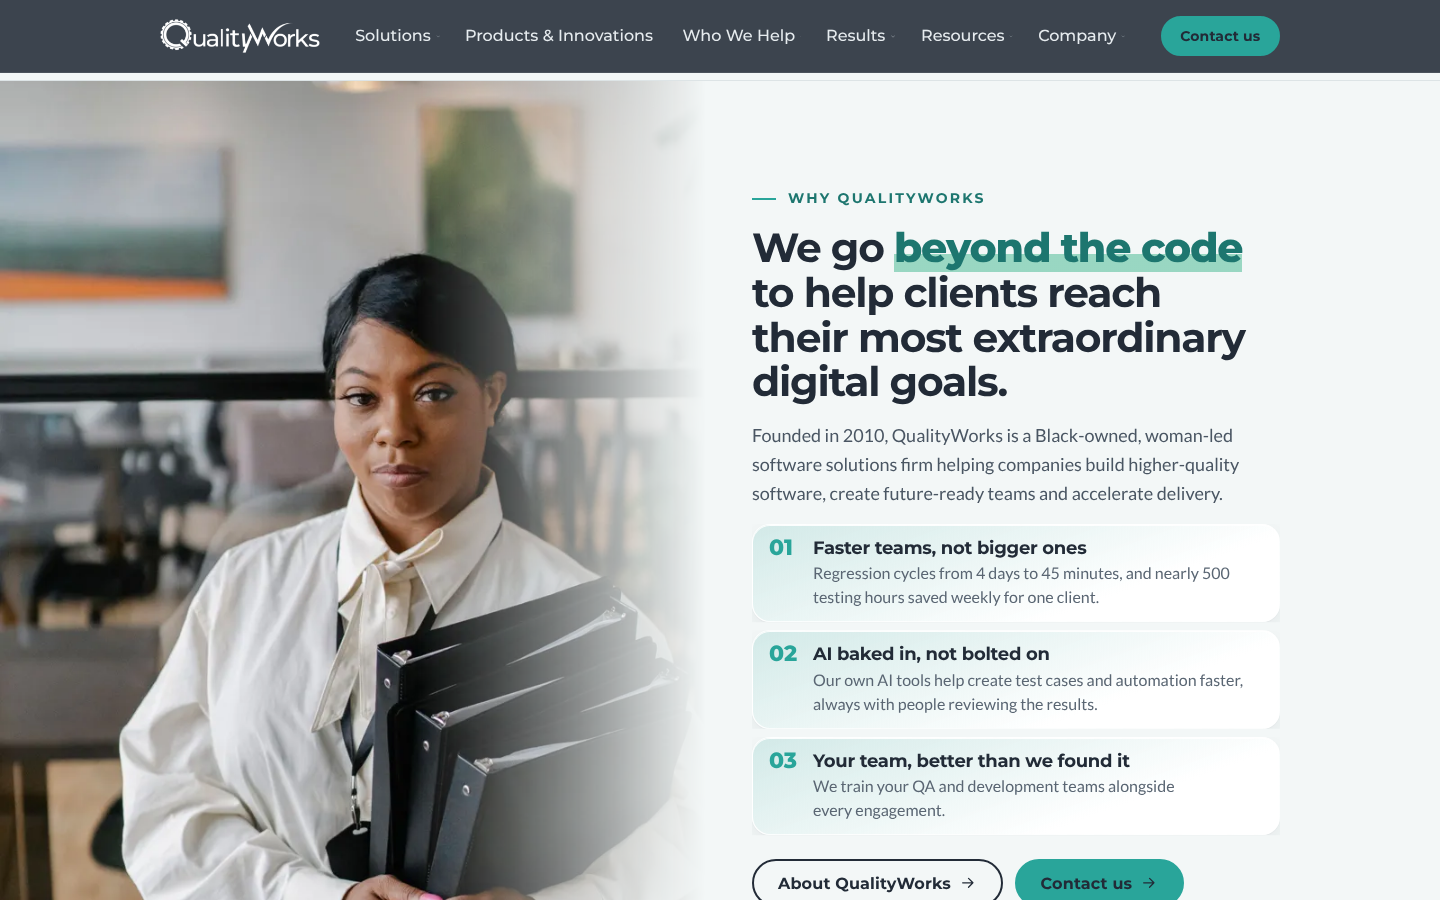 QualityWorks
Solutions
Products & Innovations
Who We Help
Results
Resources
Company
Contact us
WHY QUALITYWORKS
We go beyond the code
to help clients reach
their most extraordinary
digital goals.
Founded in 2010, QualityWorks is a Black-owned, woman-led
software solutions firm helping companies build higher-quality
software, create future-ready teams and accelerate delivery.
01 Faster teams, not bigger ones
Regression cycles from 4 days to 45 minutes, and nearly 500
testing hours saved weekly for one client.
02 AI baked in, not bolted on
Our own AI tools help create test cases and automation faster,
always with people reviewing the results.
03 Your team, better than we found it
We train your QA and development teams alongside
every engagement.
About QualityWorks →
Contact us →